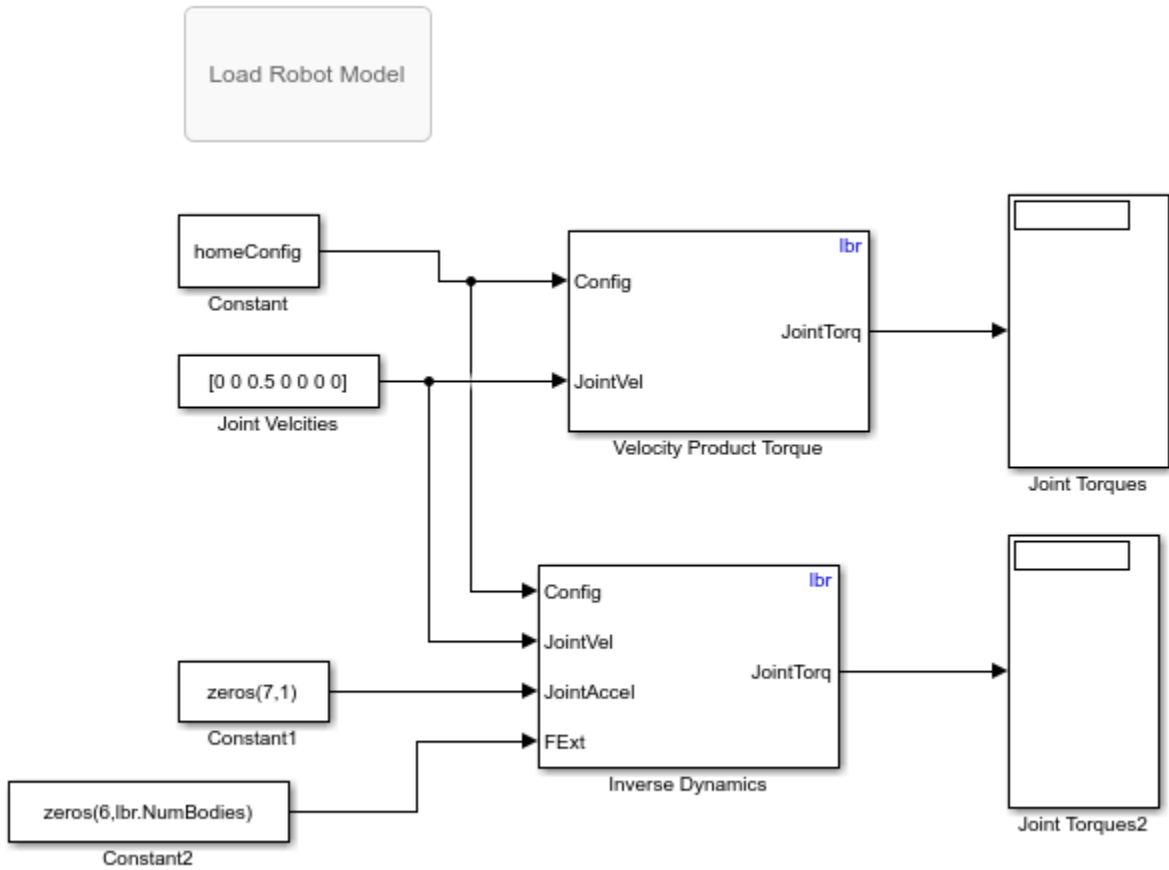 Load Robot Model
homeConfig
Constant
[0 0 0.5 0 0 0 0]
Joint Velcities
lbr
Config
JointTorq
JointVel
Velocity Product Torque
Joint Torques
lbr
Config
JointVel
JointTorq
JointAccel
FExt
Inverse Dynamics
zeros(7,1)
Constant1
zeros(6,lbr.NumBodies)
Constant2
Joint Torques2